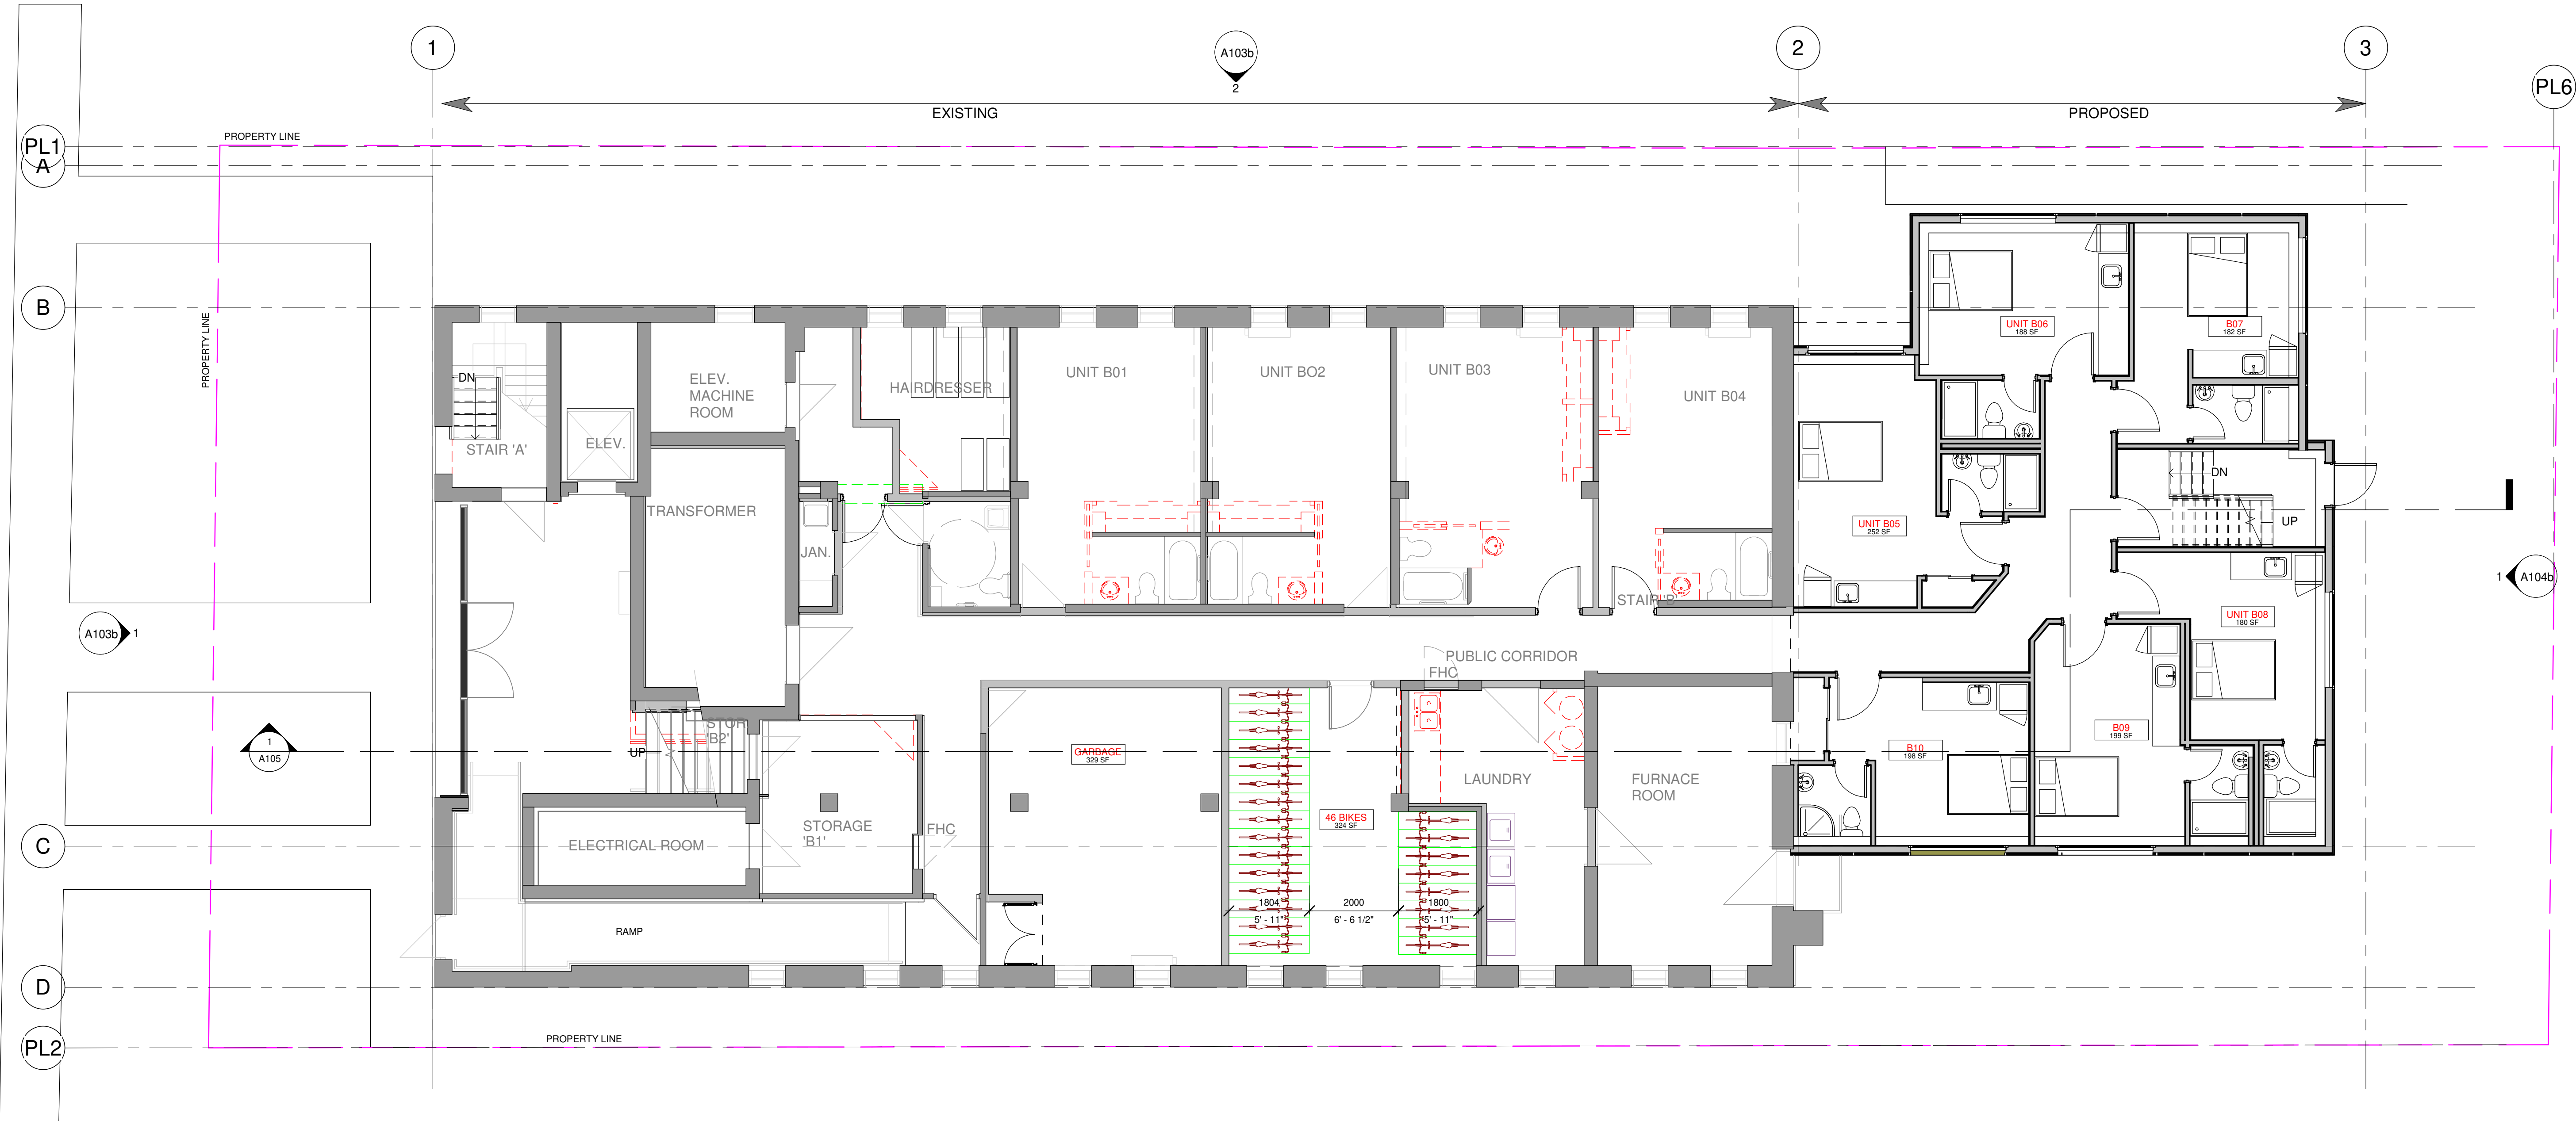 1
A103b
2
2
3
PL6
EXISTING
PROPOSED
PROPERTY LINE
PL1
A
B
PROPERTY LINE
DN
STAIR 'A'
ELEV.
ELEV.
MACHINE
ROOM
HAIRDRESSER
UNIT B01
UNIT BO2
UNIT B03
UNIT B04
UNIT B06
188 SF
B07
182 SF
TRANSFORMER
JAN.
UNIT B05
252 SF
DN
UP
1
A104b
STAIR 'B'
UNIT B08
180 SF
A103b
1
PUBLIC CORRIDOR
FHC
1
A105
UP
STOR
'B2'
GARBAGE
329 SF
LAUNDRY
FURNACE
ROOM
B10
198 SF
B09
199 SF
46 BIKES
324 SF
STORAGE
'B1'
FHC
C
ELECTRICAL ROOM
1804
5' - 11"
2000
6' - 6 1/2"
1800
5' - 11"
RAMP
D
PL2
PROPERTY LINE